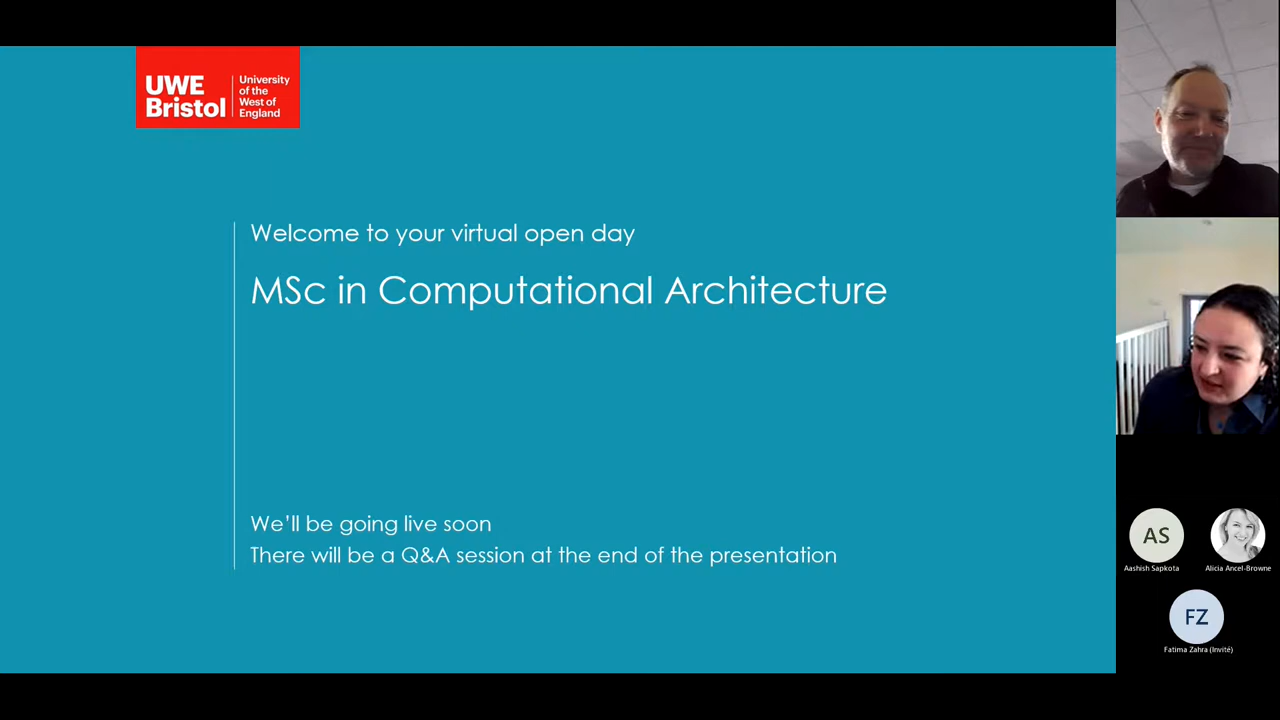 UWE
Bristol
University
of the
West of
England
Welcome to your virtual open day
MSc in Computational Architecture
We'll be going live soon
There will be a Q&A session at the end of the presentation
AS
Aashish Sapkota
Alicia Ancel-Browne
FZ
Fatima Zahra (Invité)